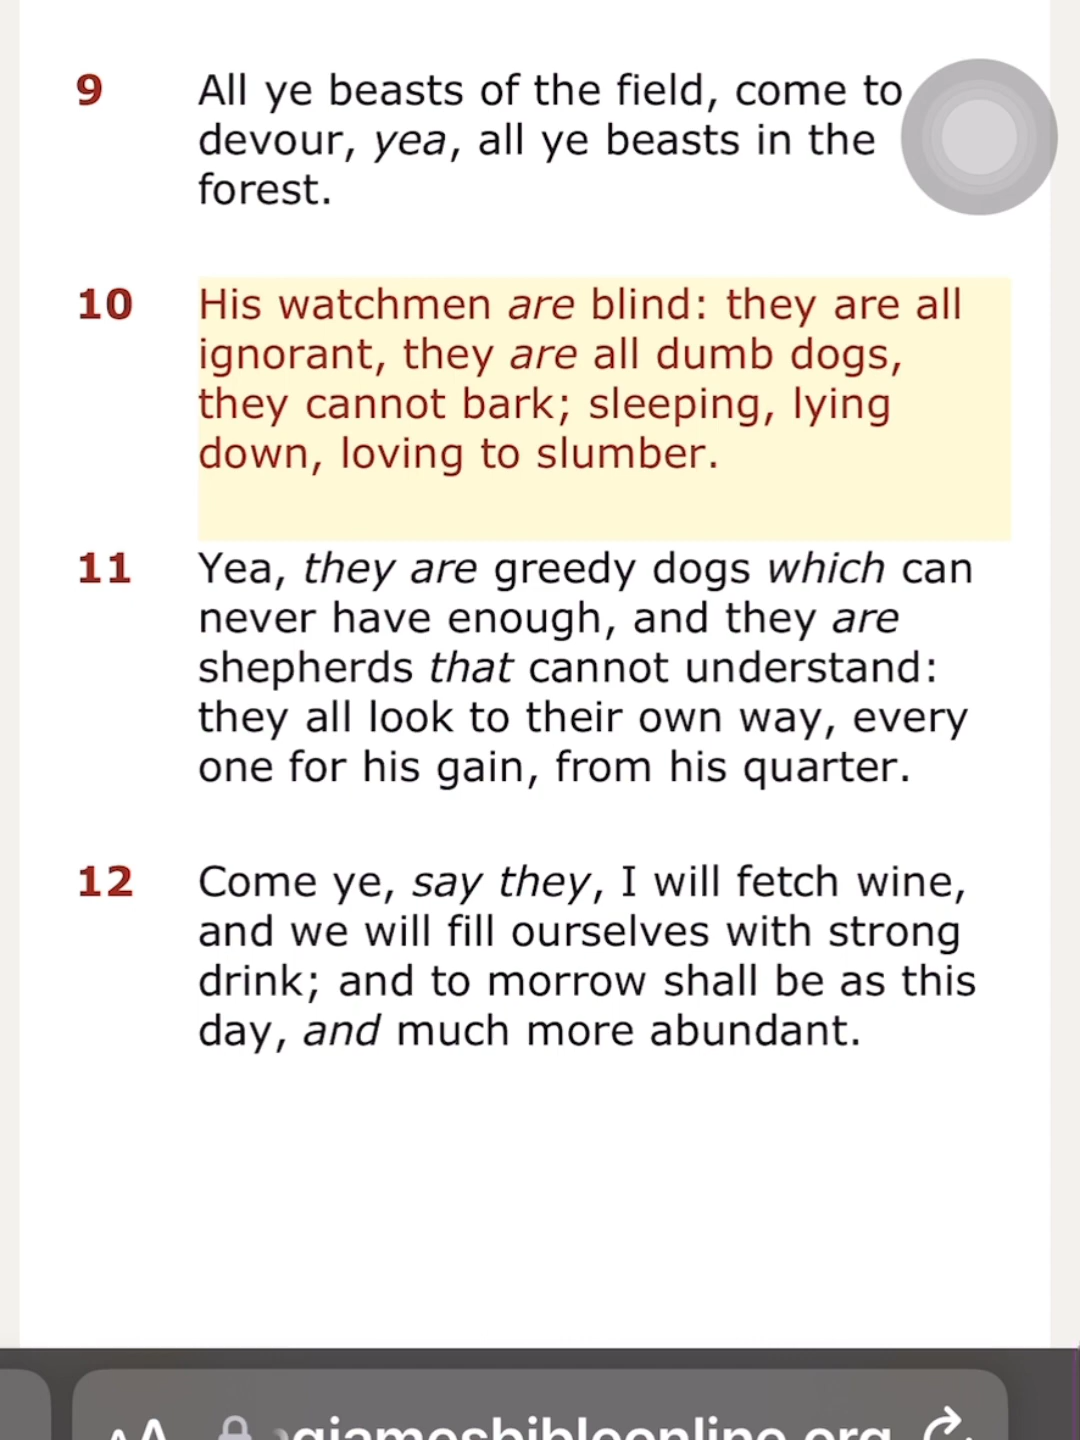 9 All ye beasts of the field, come to
devour, yea, all ye beasts in the
forest.
10 His watchmen are blind: they are all
ignorant, they are all dumb dogs,
they cannot bark; sleeping, lying
down, loving to slumber.
11 Yea, they are greedy dogs which can
never have enough, and they are
shepherds that cannot understand:
they all look to their own way, every
one for his gain, from his quarter.
12 Come ye, say they, I will fetch wine,
and we will fill ourselves with strong
drink; and to morrow shall be as this
day, and much more abundant.
AA gjamesbibleonline.org